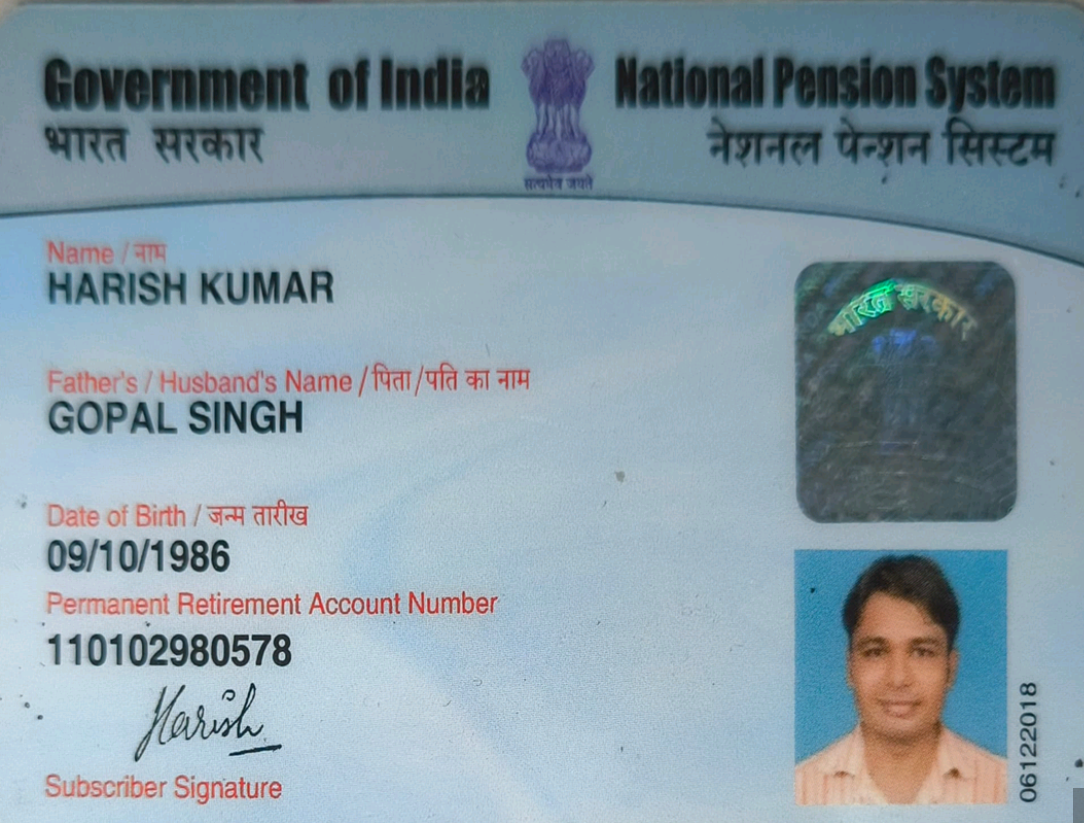 Government of India
National Pension System
भारत सरकार
नेशनल पेन्शन सिस्टम
सत्यमेव जयते
Name / नाम
HARISH KUMAR
भारत सरकार
Father's / Husband's Name / पिता/पति का नाम
GOPAL SINGH
Date of Birth / जन्म तारीख
09/10/1986
Permanent Retirement Account Number
110102980578
Harish
Subscriber Signature
06122018